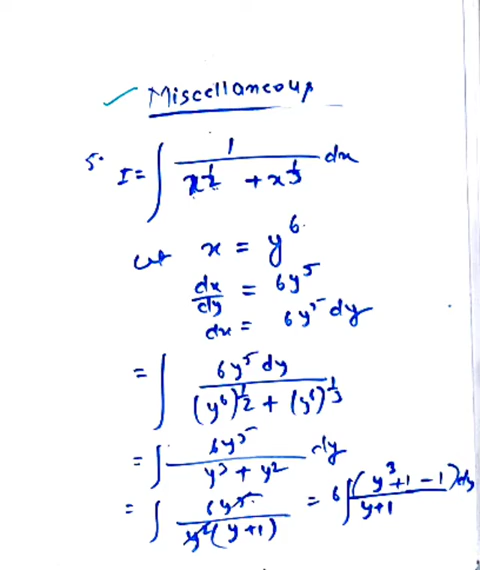 ✓ Miscellaneous
5. I = ∫ 1 / (x^(1/2) + x^(1/3)) dx
Let x = y^6
dx/dy = 6y^5
dx = 6y^5 dy
= ∫ 6y^5 dy / ((y^6)^(1/2) + (y^6)^(1/3))
= ∫ 6y^5 / (y^3 + y^2) dy
= ∫ 6y^5 / (y^2(y+1)) = 6∫ (y^3+1-1)dy / (y+1)